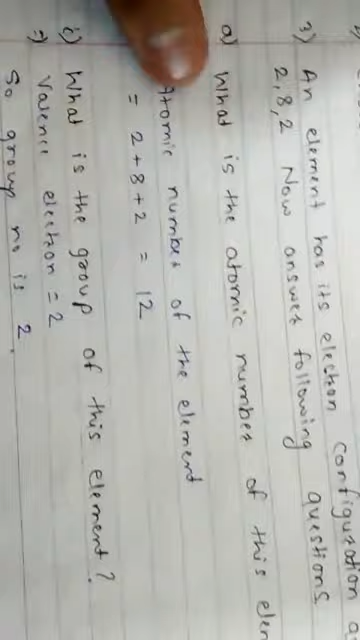 3) An element has its electron configuration a
2,8,2 Now answer following questions.
a) What is the atomic number of this ele
Atomic number of the element
= 2+8+2 = 12
i) What is the group of this element?
=) Valence electron = 2
So group no is 2.